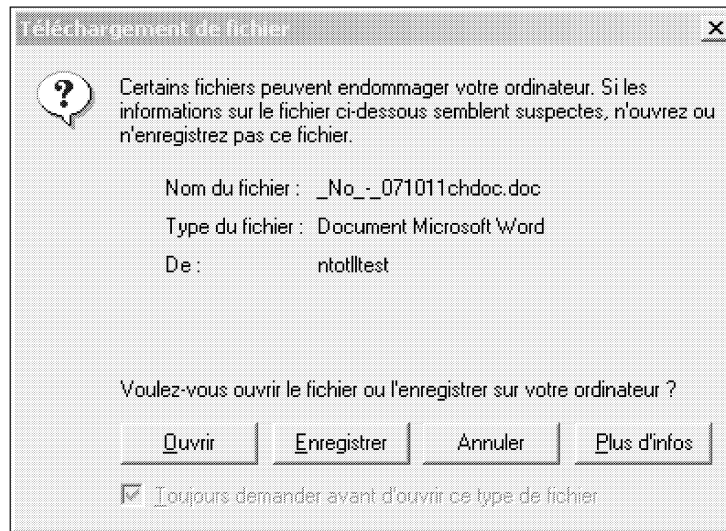 Téléchargement de fichier
Certains fichiers peuvent endommager votre ordinateur. Si les
informations sur le fichier ci-dessous semblent suspectes, n'ouvrez ou
n'enregistrez pas ce fichier.
Nom du fichier : _No_-_071011chdoc.doc
Type du fichier : Document Microsoft Word
De : ntotlltest
Voulez-vous ouvrir le fichier ou l'enregistrer sur votre ordinateur ?
Ouvrir Enregistrer Annuler Plus d'infos
Toujours demander avant d'ouvrir ce type de fichier